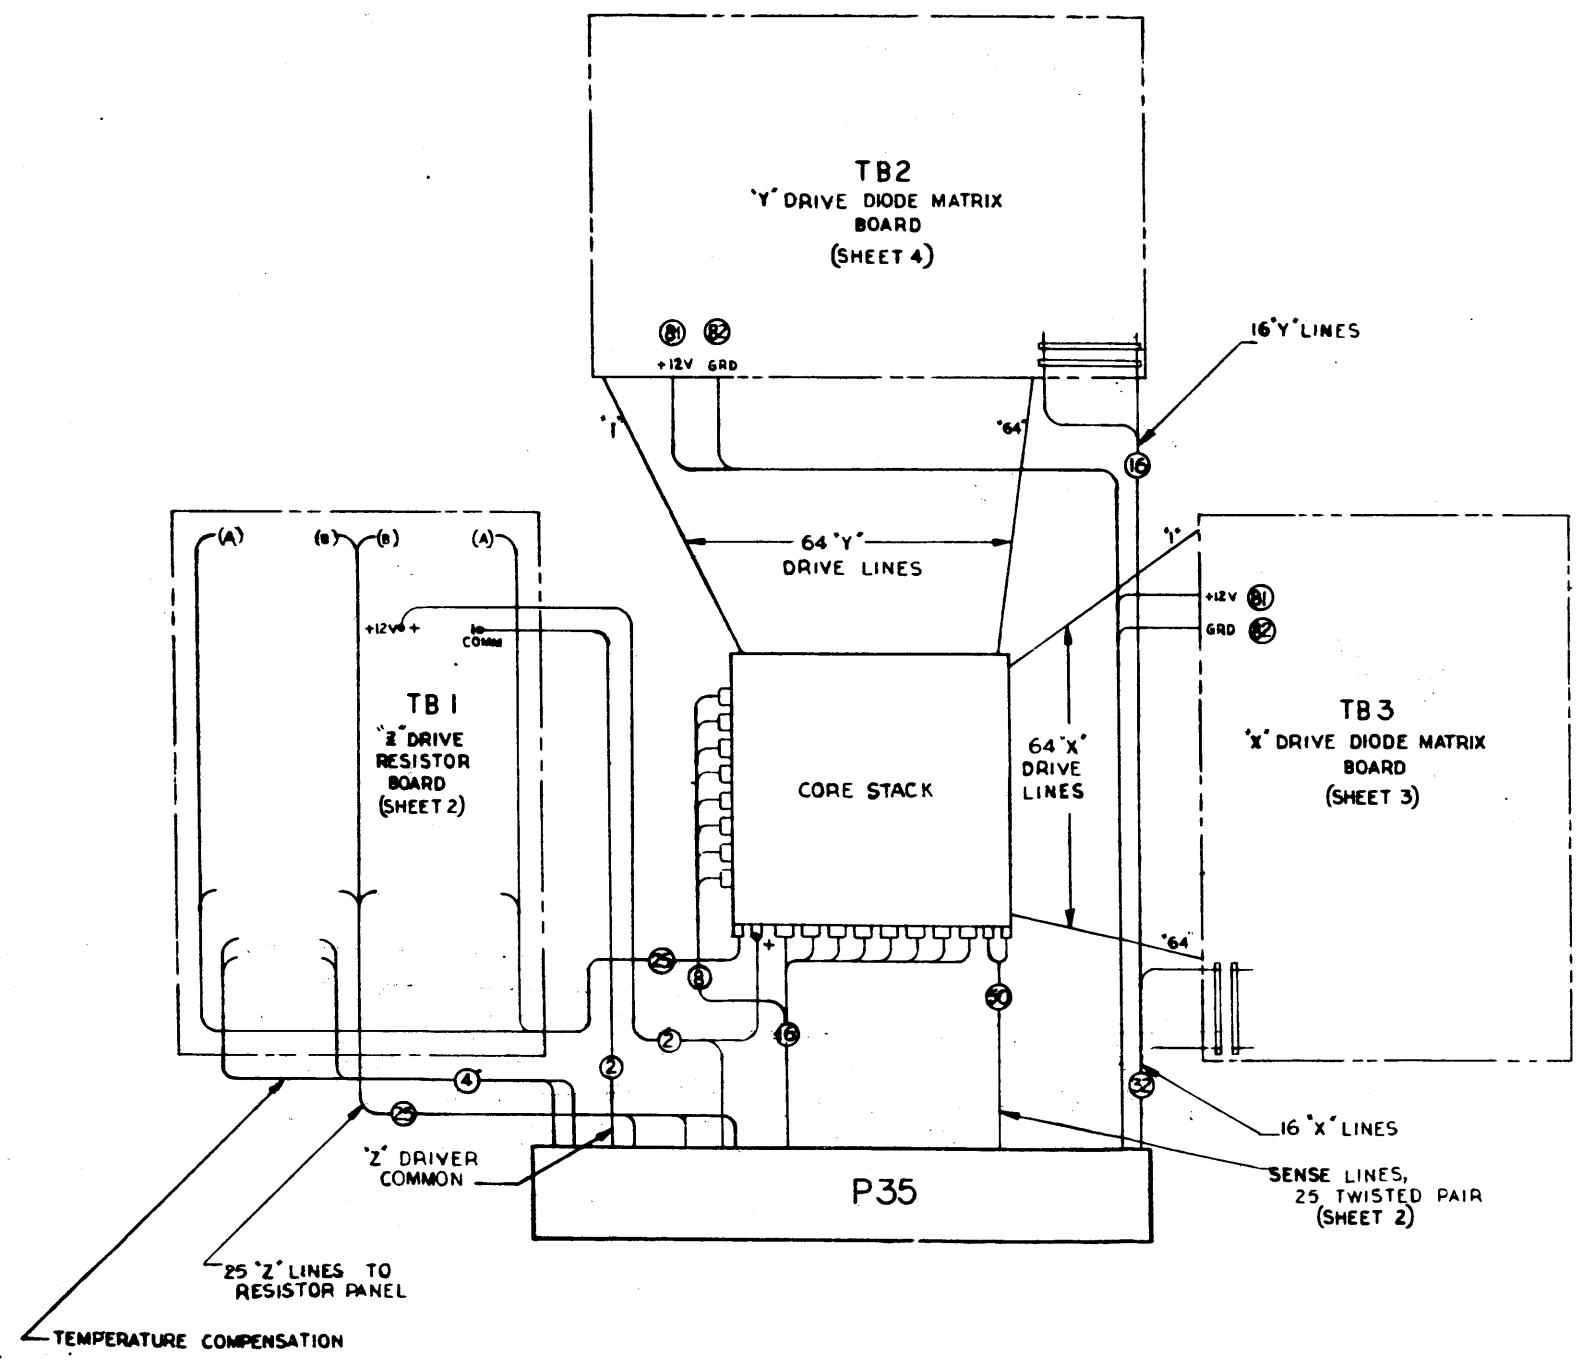 TB2
"Y" DRIVE DIODE MATRIX
BOARD
(SHEET 4)
B1
B2
+12V
GRD
16 "Y" LINES
"1"
"64"
16
(A)
(B)
(B)
(A)
64 "Y"
DRIVE LINES
"1"
+12V
B1
GRD
B2
+12V
+
COMM
TB1
"Z" DRIVE
RESISTOR
BOARD
(SHEET 2)
CORE STACK
64 "X"
DRIVE
LINES
TB3
"X" DRIVE DIODE MATRIX
BOARD
(SHEET 3)
"64"
+
25
8
50
2
16
2
4
32
25
"Z" DRIVER
COMMON
P35
16 "X" LINES
SENSE LINES,
25 TWISTED PAIR
(SHEET 2)
25 "Z" LINES TO
RESISTOR PANEL
TEMPERATURE COMPENSATION